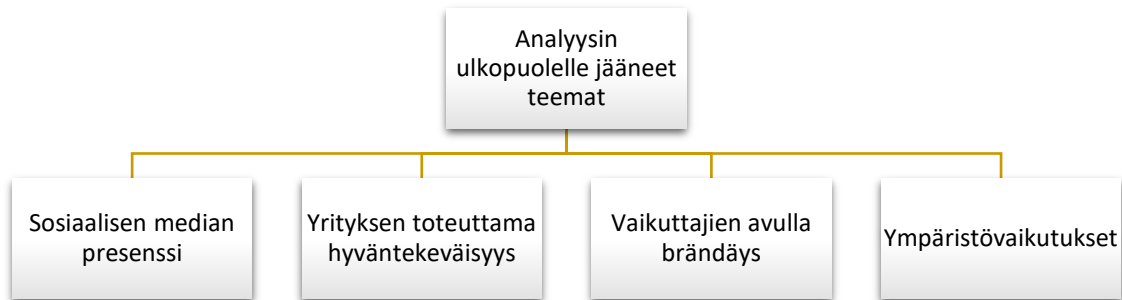 Analyysin
ulkopuolelle jääneet
teemat
Sosiaalisen median
presenssi
Yrityksen toteuttama
hyväntekeväisyys
Vaikuttajien avulla
brändäys
Ympäristövaikutukset